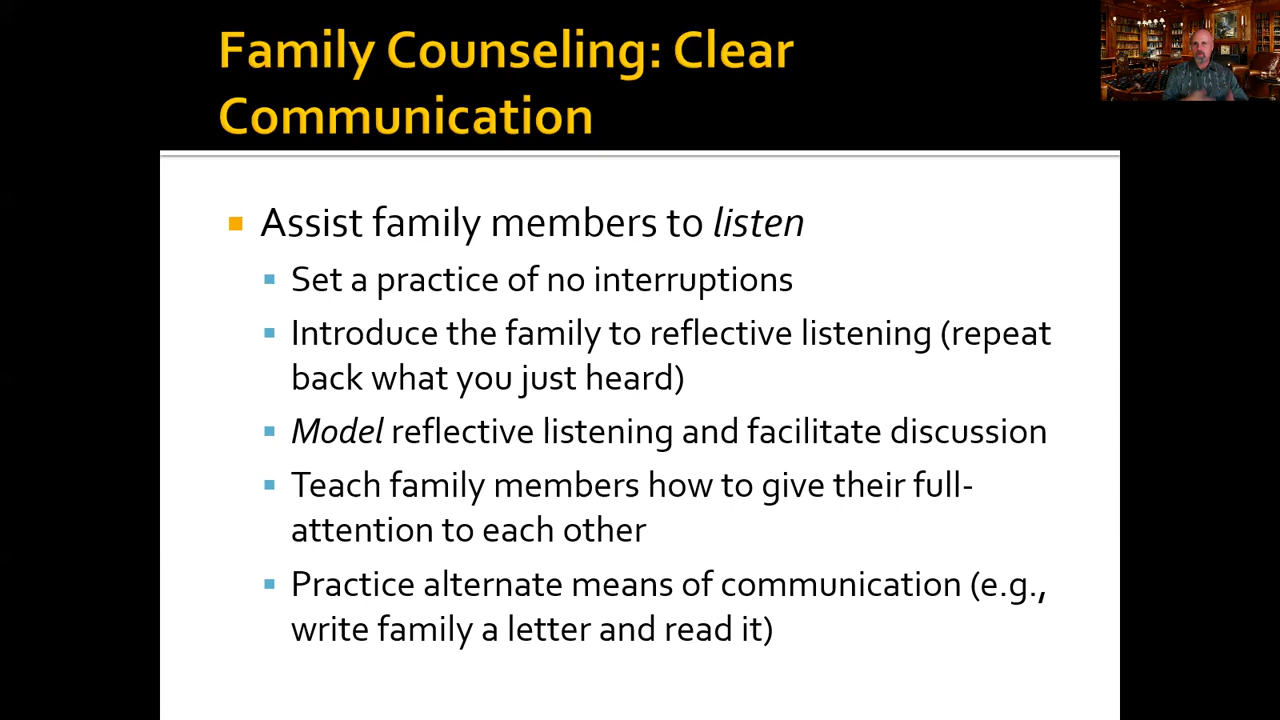 Family Counseling: Clear
Communication
Assist family members to listen
Set a practice of no interruptions
Introduce the family to reflective listening (repeat
back what you just heard)
Model reflective listening and facilitate discussion
Teach family members how to give their full-
attention to each other
Practice alternate means of communication (e.g.,
write family a letter and read it)